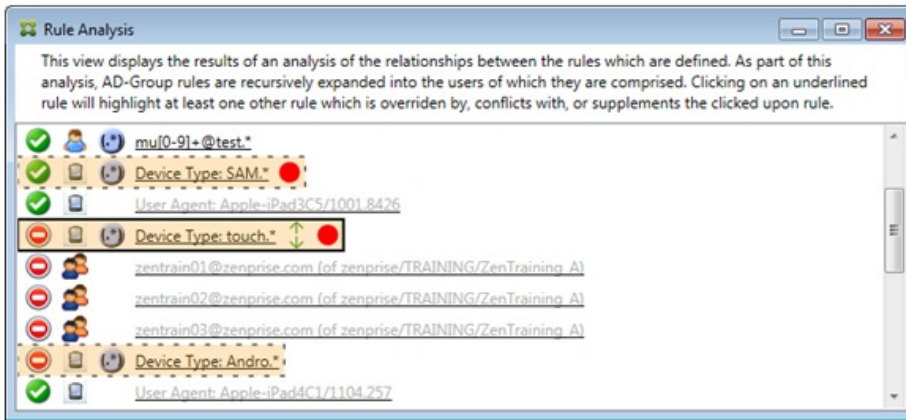 Rule Analysis
This view displays the results of an analysis of the relationships between the rules which are defined. As part of this
analysis, AD-Group rules are recursively expanded into the users of which they are comprised. Clicking on an underlined
rule will highlight at least one other rule which is overriden by, conflicts with, or supplements the clicked upon rule.
(.*) mu[0-9]+@test.*
(.*) Device Type: SAM.*
User Agent: Apple-iPad3C5/1001.8426
(.*) Device Type: touch.*
zentrain01@zenprise.com (of zenprise/TRAINING/ZenTraining A)
zentrain02@zenprise.com (of zenprise/TRAINING/ZenTraining A)
zentrain03@zenprise.com (of zenprise/TRAINING/ZenTraining A)
(.*) Device Type: Andro.*
User Agent: Apple-iPad4C1/1104.257